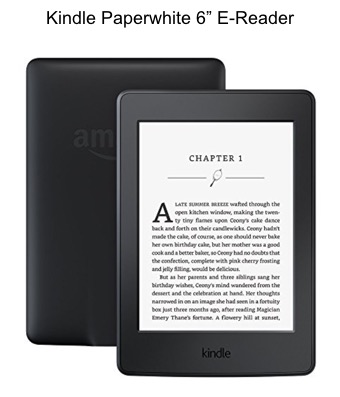 Kindle Paperwhite 6” E-Reader
am
CHAPTER 1
A LATE SUMMER BREEZE wafted through the
open kitchen window, making the twen-
ty tiny flames upon Ceony's cake dance
back and forth on their candlewicks. Ceony hadn't
made the cake, of course, as one should never bake
her own birthday cake, but her mother was a good
cook and a better baker, so Ceony had no doubts that
the confection, complete with pink cherry frosting
and jelly filling, would be delicious.
But as her parents and three siblings sang her
birthday wishes, Ceony's mind wandered from the
dessert and the celebration at hand. Her thoughts
narrowed in on an image she had seen in a fortuity
box just three months ago, after reading Magician
Emery Thane's fortune. A flowery hill at sunset,
kindle